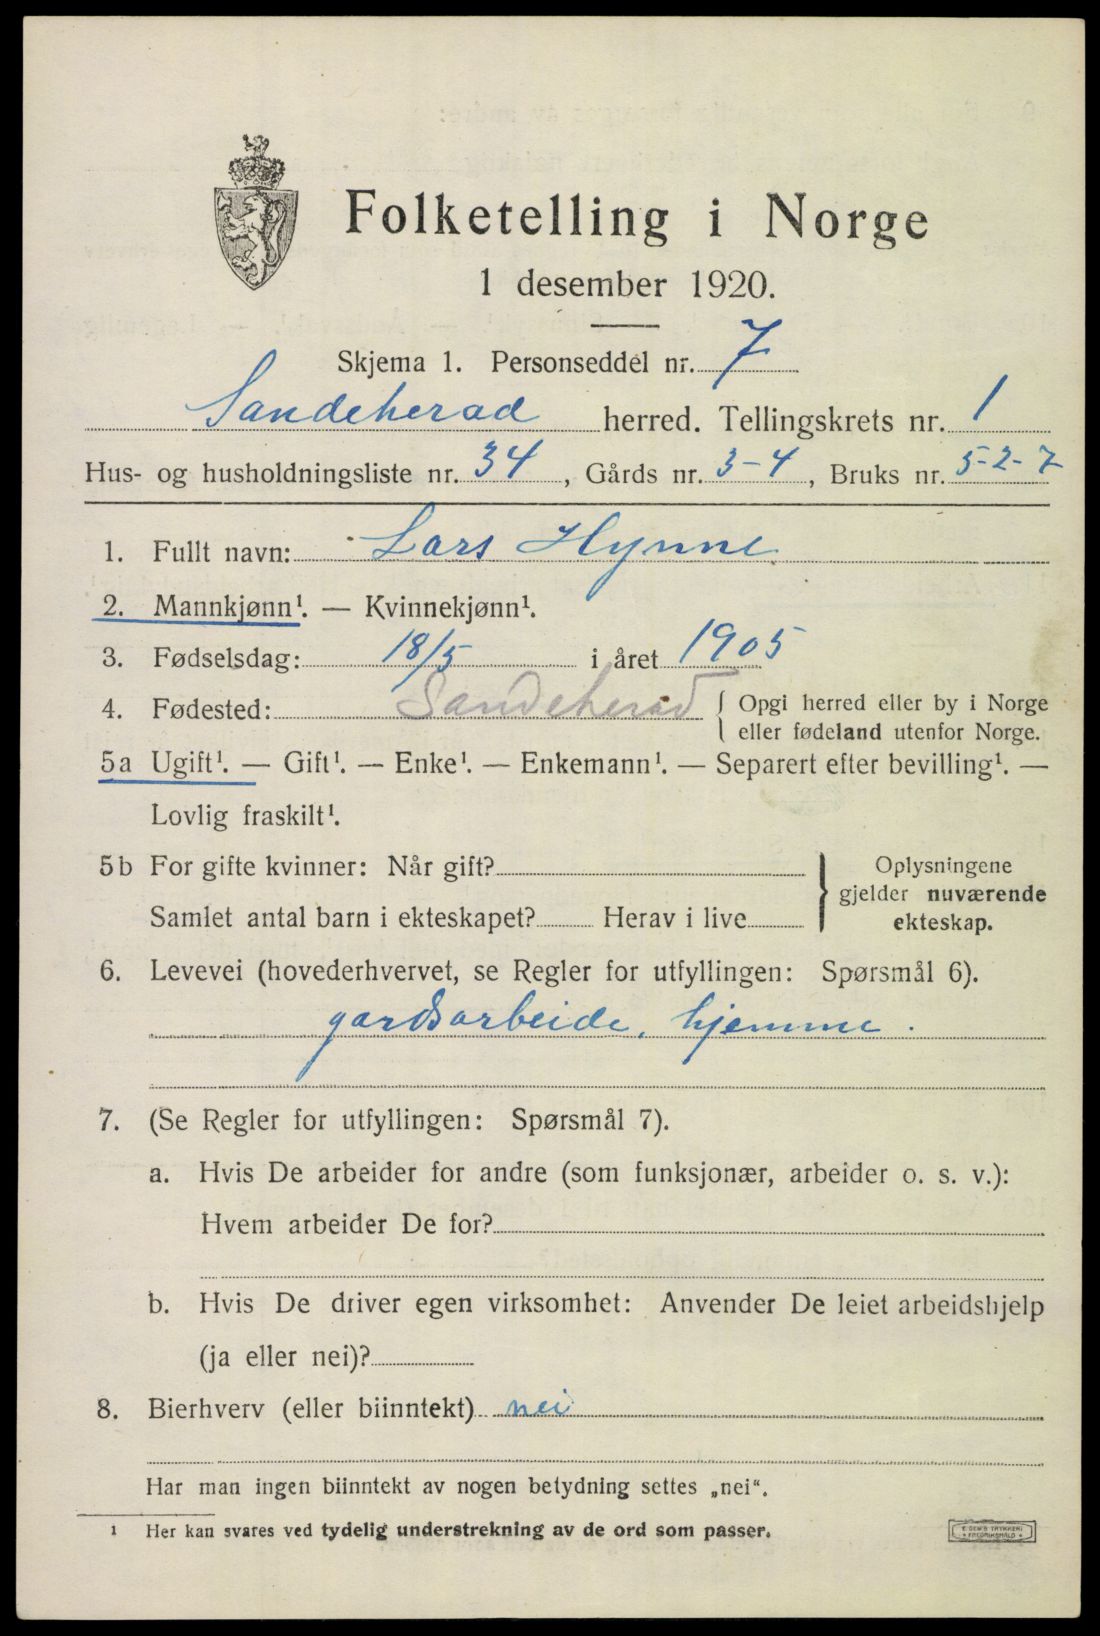 Folketelling i Norge
1 desember 1920.
Skjema 1. Personseddel nr. 7
Sandeherad herred. Tellingskrets nr. 1
Hus- og husholdningsliste nr. 34, Gårds nr. 3-4, Bruks nr. 5-2-7
1. Fullt navn: Lars Hynne
2. Mannkjønn¹. — Kvinnekjønn¹.
3. Fødselsdag: 18/5 i året 1905
4. Fødested: Sandeherad { Opgi herred eller by i Norge
eller fødeland utenfor Norge.
5a Ugift¹. — Gift¹. — Enke¹. — Enkemann¹. — Separert efter bevilling¹. —
Lovlig fraskilt¹.
5b For gifte kvinner: Når gift?
Samlet antal barn i ekteskapet? Herav i live
} Oplysningene
gjelder nuværende
ekteskap.
6. Levevei (hovederhvervet, se Regler for utfyllingen: Spørsmål 6).
gardsarbeide, hjemme.
7. (Se Regler for utfyllingen: Spørsmål 7).
a. Hvis De arbeider for andre (som funksjonær, arbeider o. s. v.):
Hvem arbeider De for?
b. Hvis De driver egen virksomhet: Anvender De leiet arbeidshjelp
(ja eller nei)?
8. Bierhverv (eller biinntekt) nei
Har man ingen biinntekt av nogen betydning settes „nei“.
¹ Her kan svares ved tydelig understrekning av de ord som passer.
E. SEM'S TRYKKERI
FREDRIKSHALD